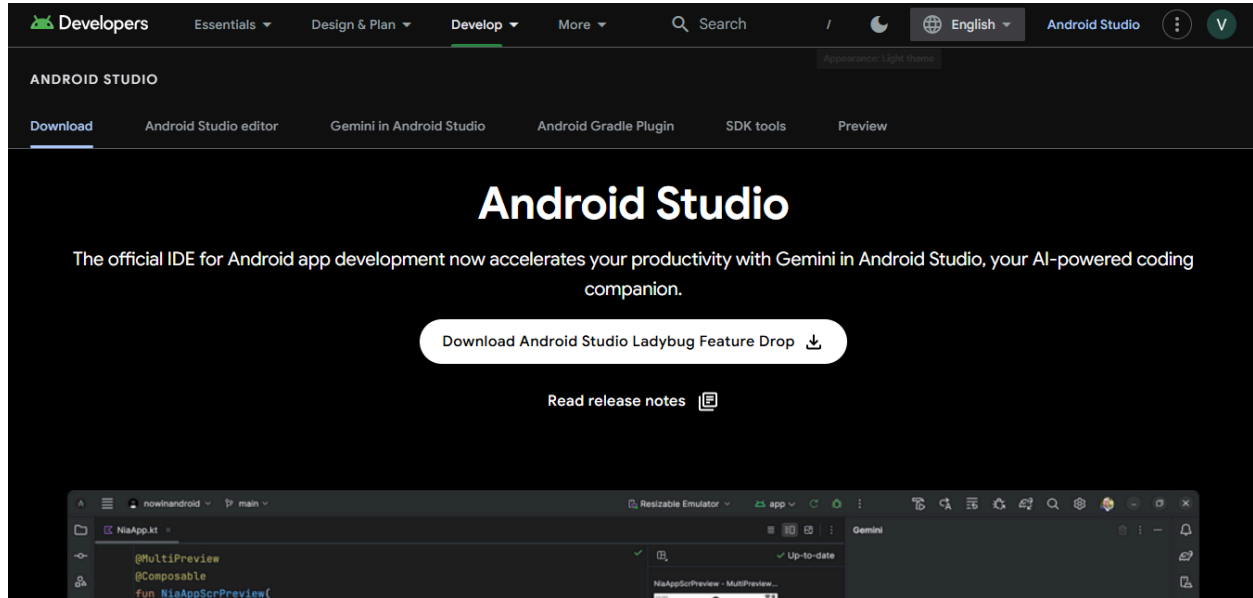 Developers Essentials Design & Plan Develop More Search / English Android Studio V
Appearance: Light theme
ANDROID STUDIO
Download Android Studio editor Gemini in Android Studio Android Gradle Plugin SDK tools Preview
Android Studio
The official IDE for Android app development now accelerates your productivity with Gemini in Android Studio, your AI-powered coding
companion.
Download Android Studio Ladybug Feature Drop
Read release notes
nowinandroid main Resizable Emulator app
NiaApp.kt Gemini
@MultiPreview Up-to-date
@Composable
NiaAppScrPreview - MultiPreview...
fun NiaAppScrPreview(